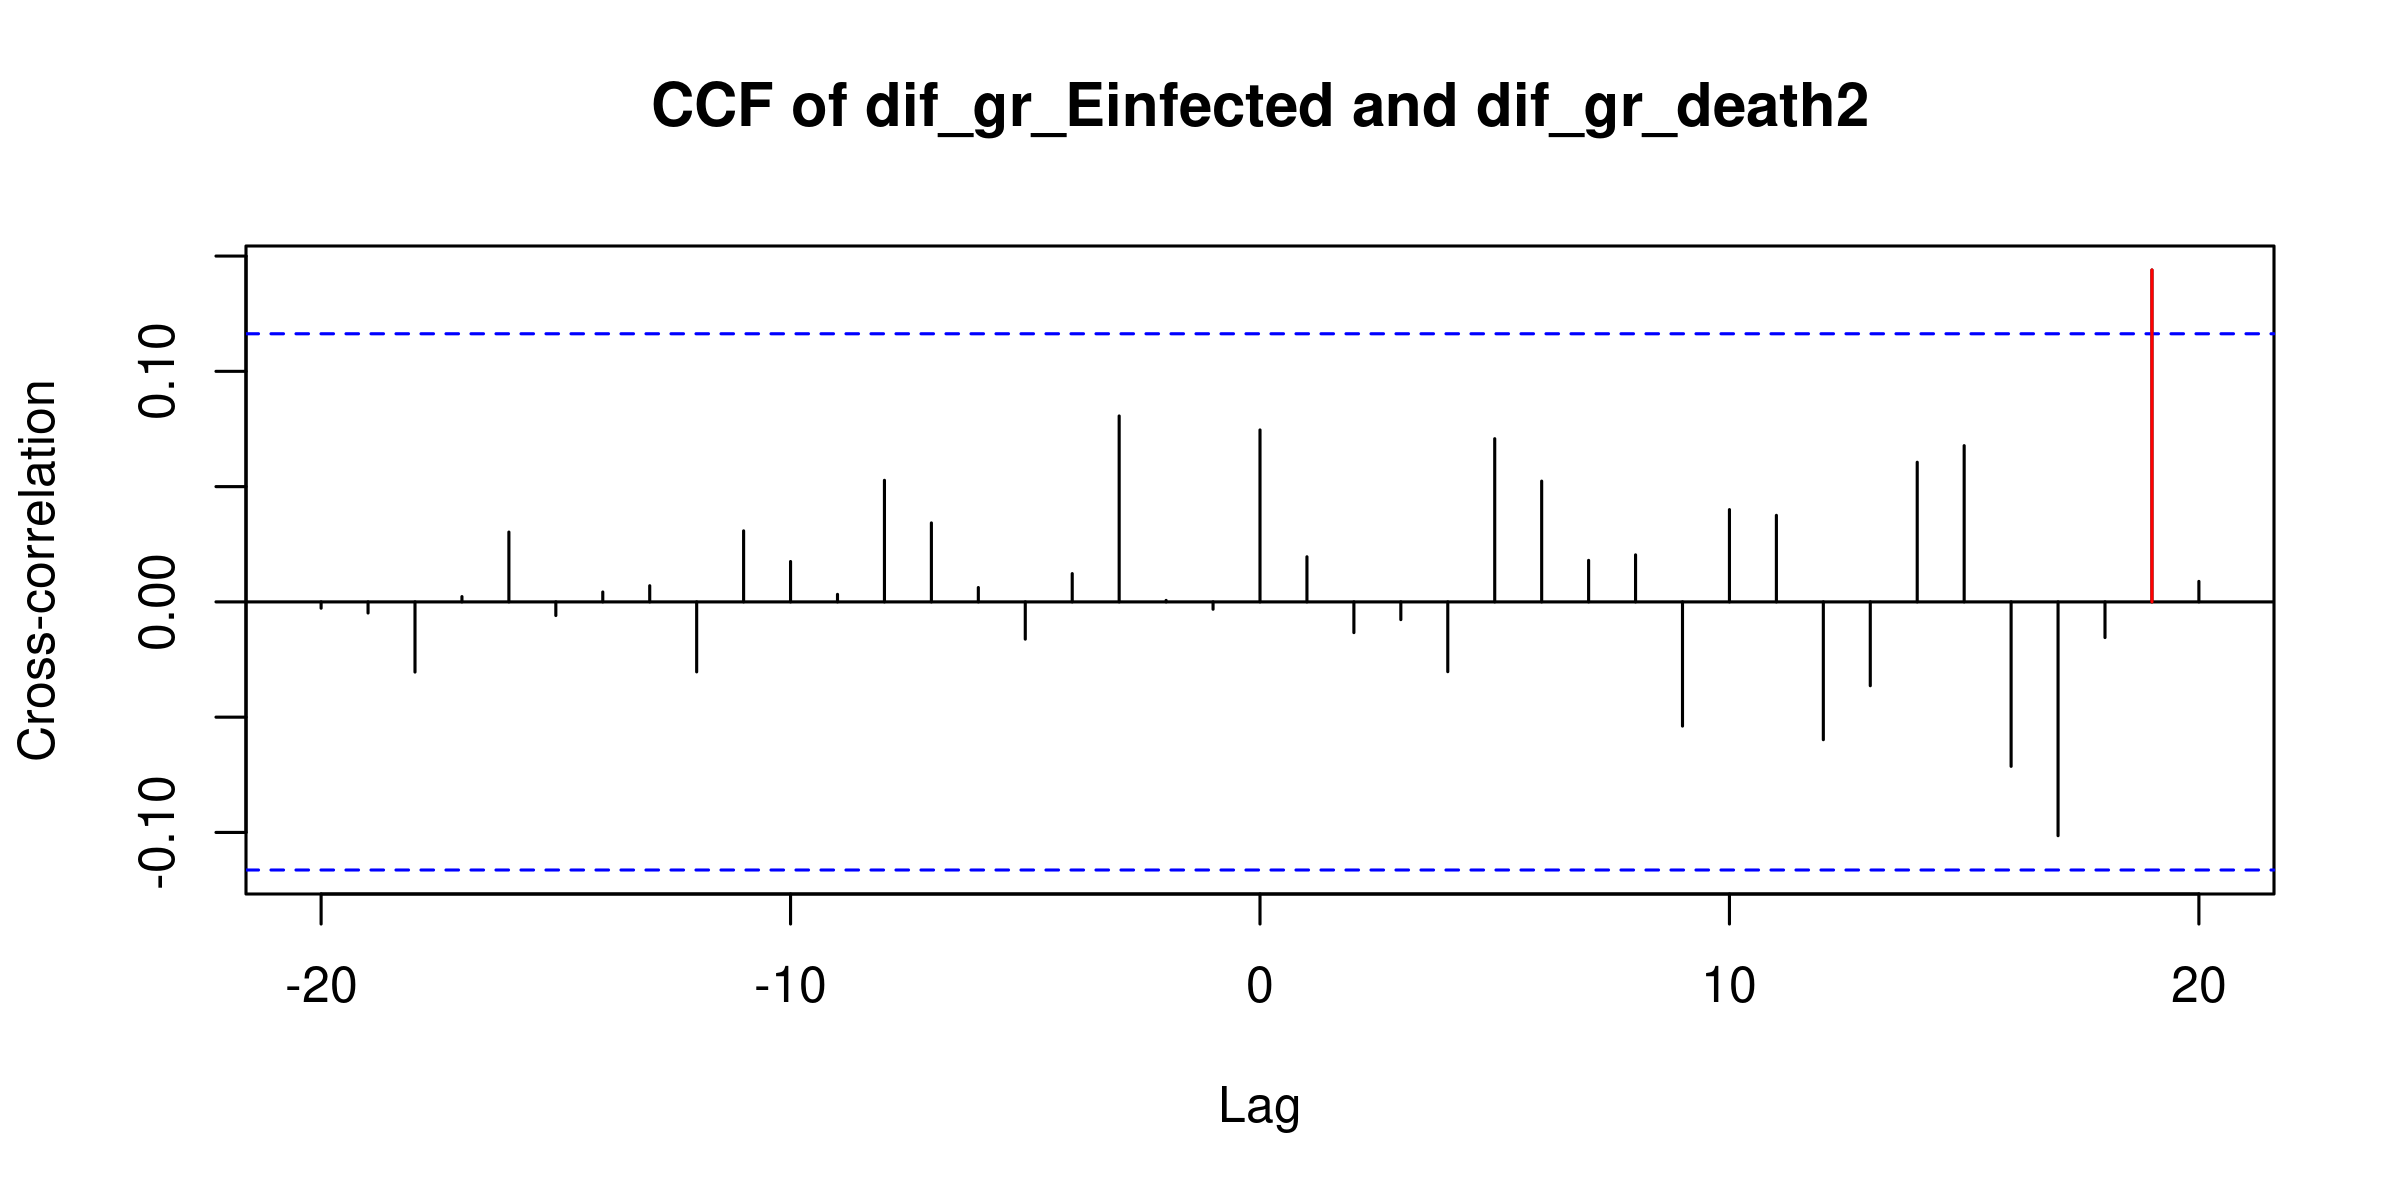 CCF of dif_gr_Einfected and dif_gr_death2
Cross-correlation
0.10
0.00
-0.10
-20 -10 0 10 20
Lag